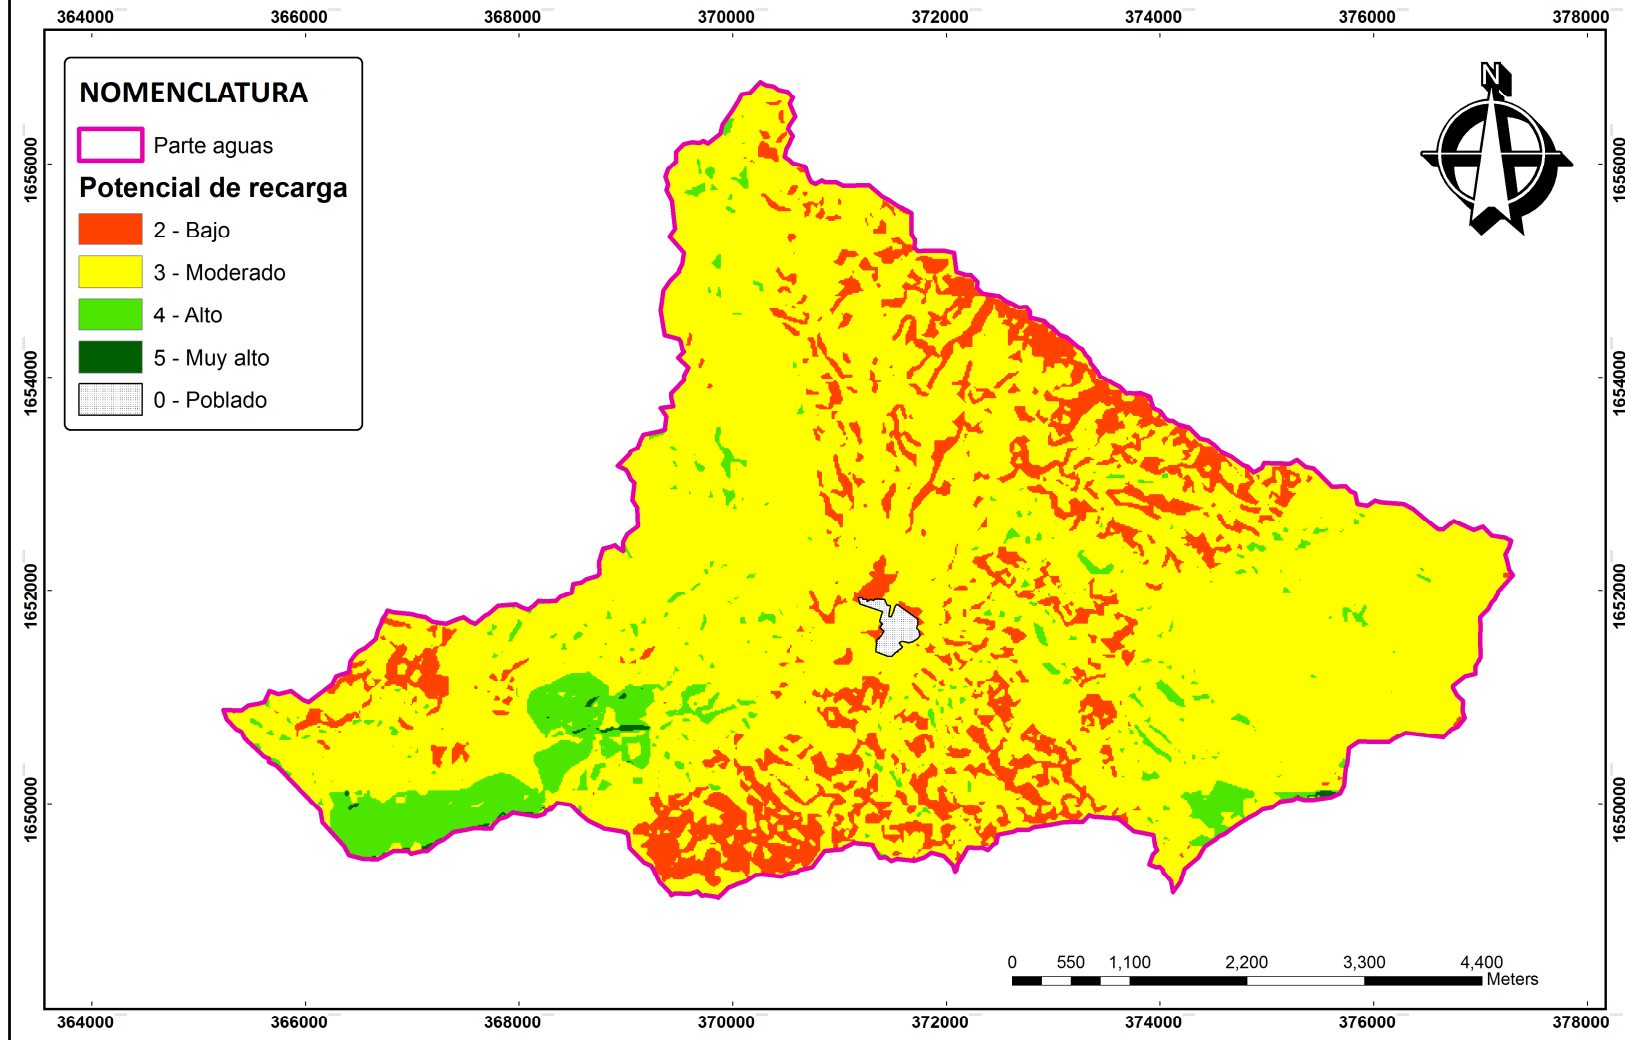 364000 366000 368000 370000 372000 374000 376000 378000
N
NOMENCLATURA
Parte aguas
Potencial de recarga
2 - Bajo
3 - Moderado
4 - Alto
5 - Muy alto
0 - Poblado
1656000 1656000
1654000 1654000
1652000 1652000
1650000 1650000
0 550 1,100 2,200 3,300 4,400
Meters
364000 366000 368000 370000 372000 374000 376000 378000